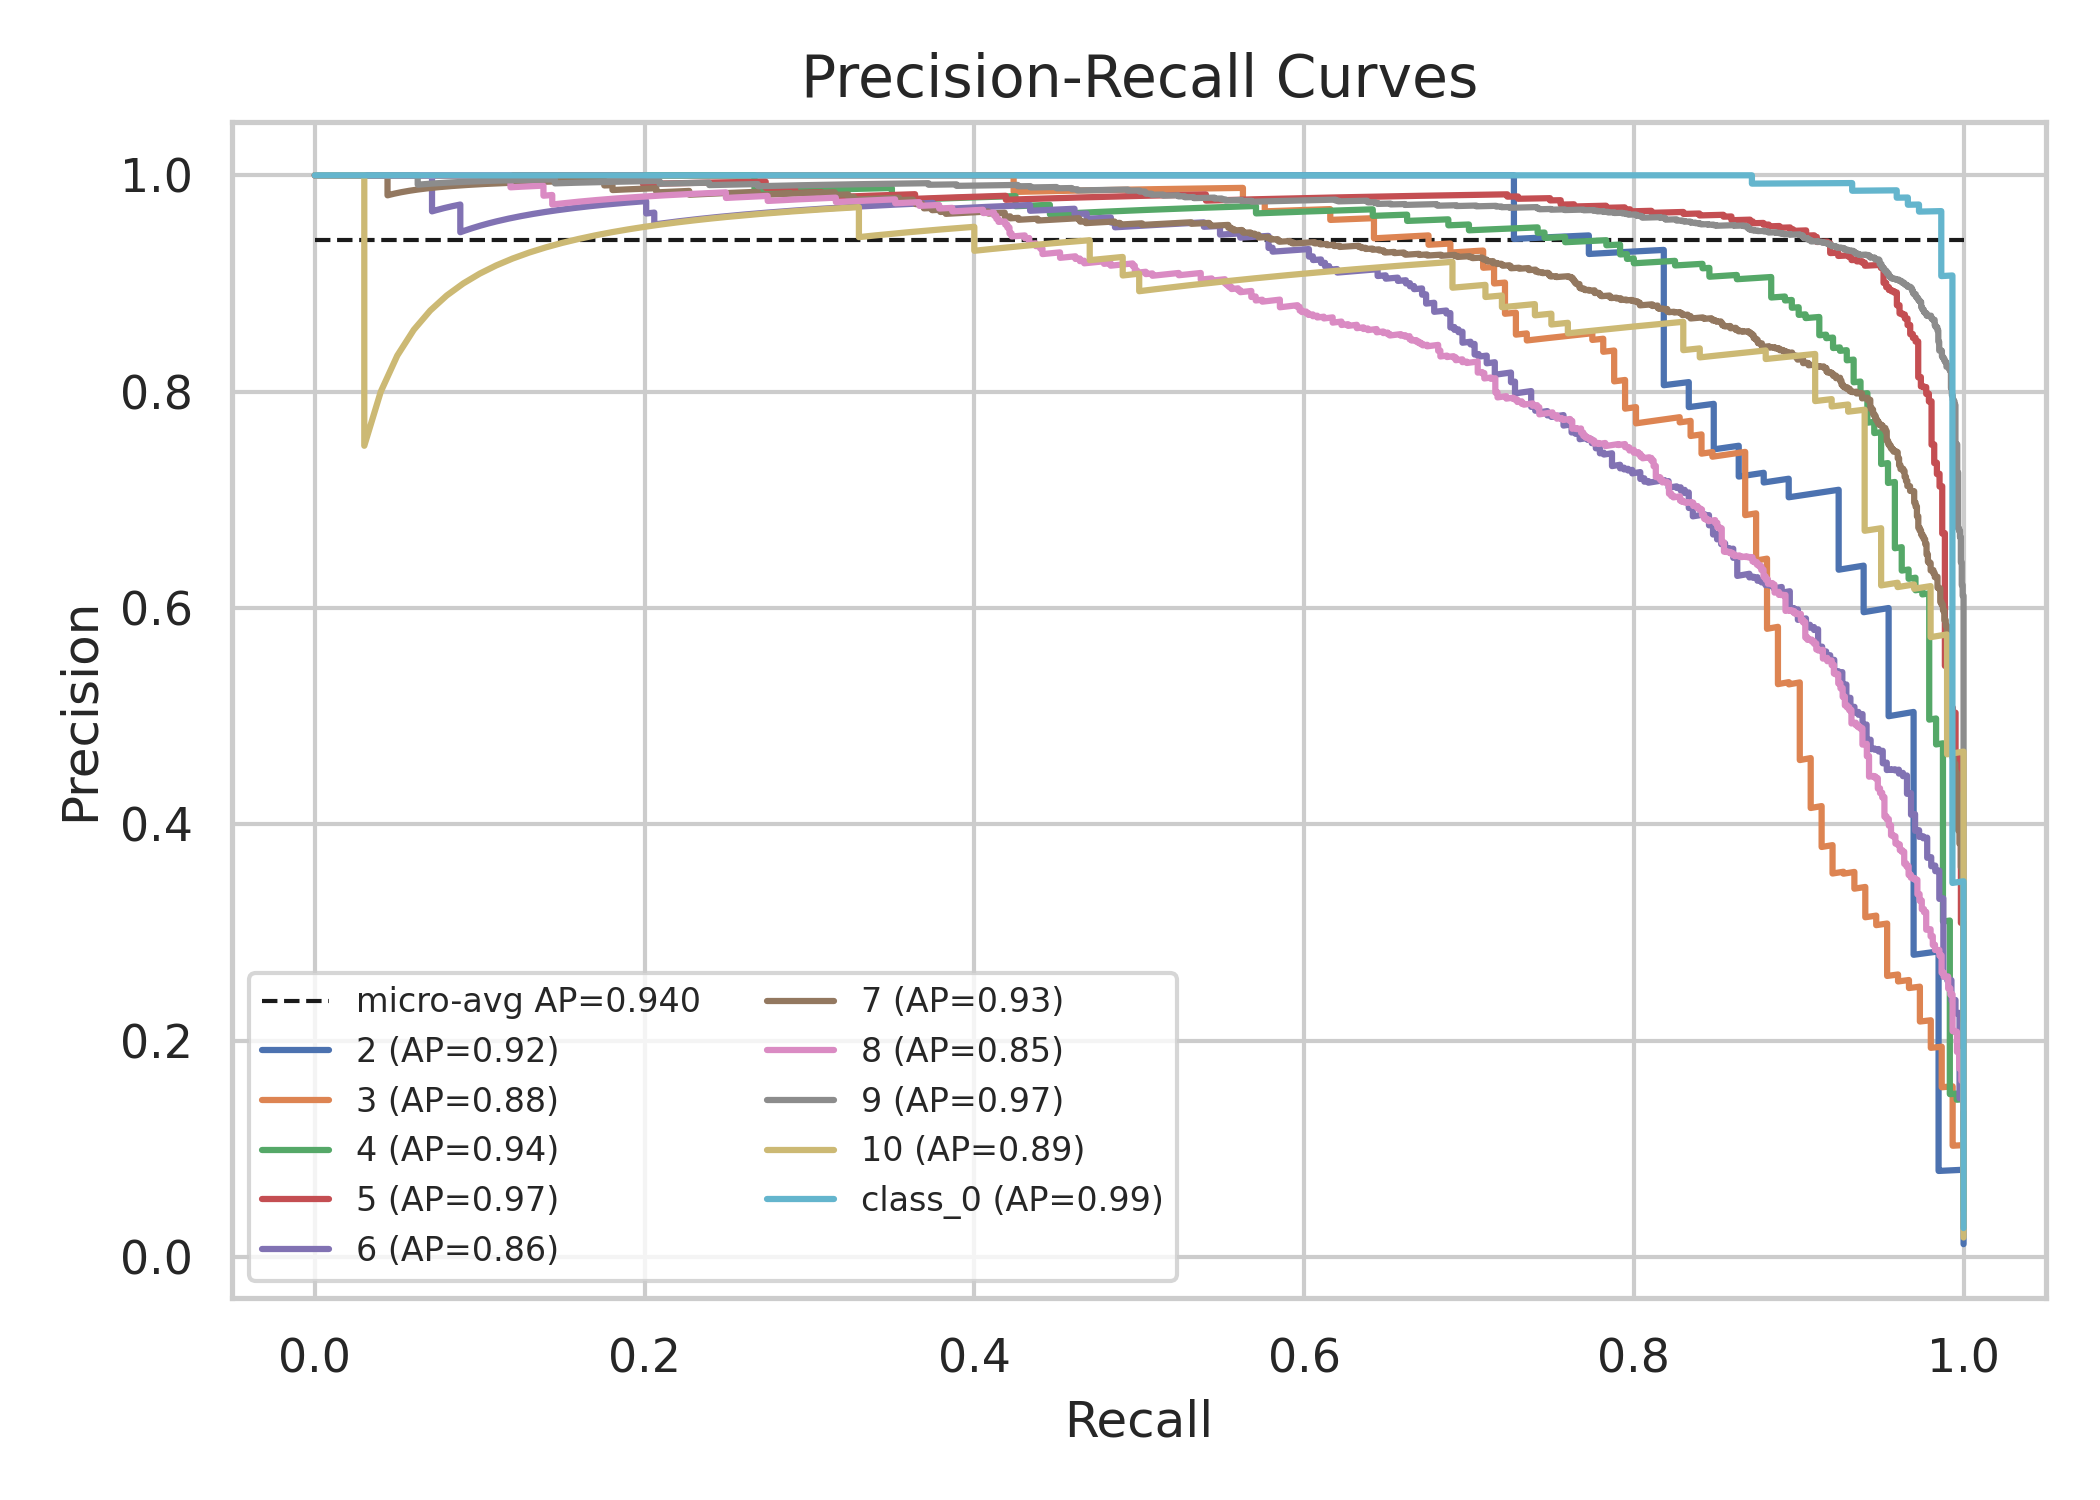 Precision-Recall Curves
Precision
1.0
0.8
0.6
0.4
0.2
0.0
micro-avg AP=0.940
2 (AP=0.92)
3 (AP=0.88)
4 (AP=0.94)
5 (AP=0.97)
6 (AP=0.86)
7 (AP=0.93)
8 (AP=0.85)
9 (AP=0.97)
10 (AP=0.89)
class_0 (AP=0.99)
0.0 0.2 0.4 0.6 0.8 1.0
Recall